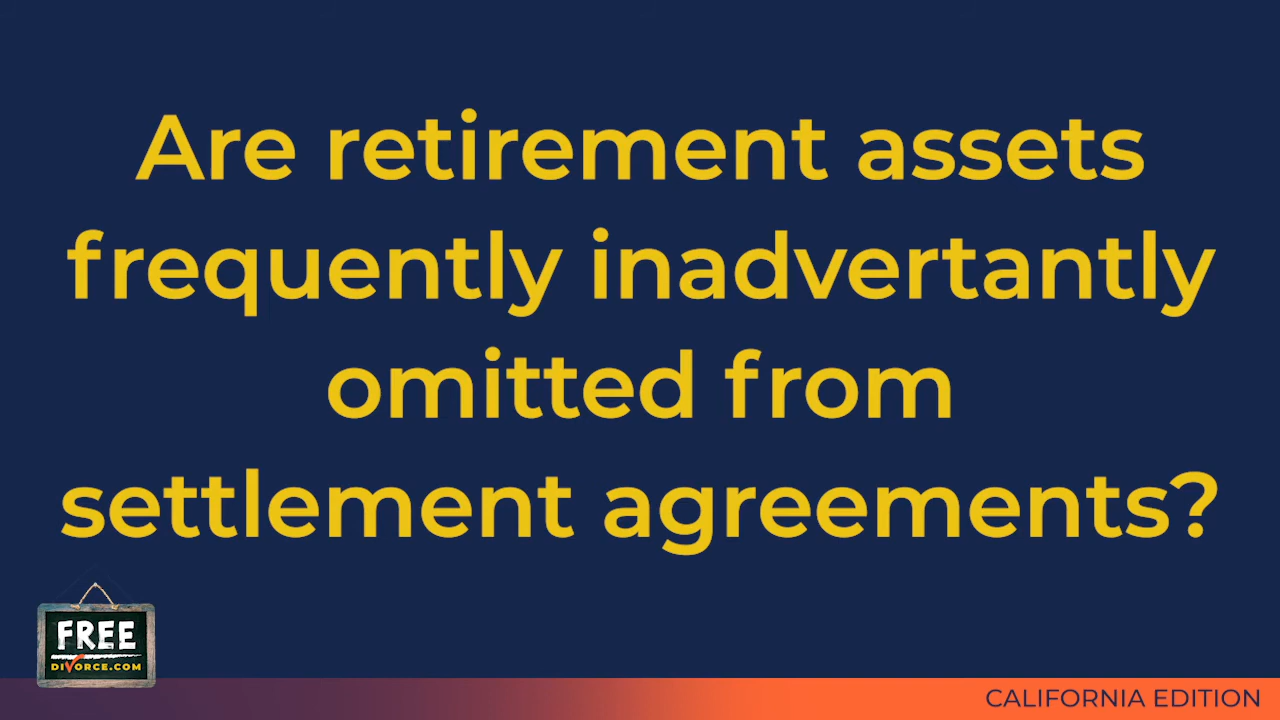 Are retirement assets
frequently inadvertantly
omitted from
settlement agreements?
FREE
DIVORCE.COM
CALIFORNIA EDITION